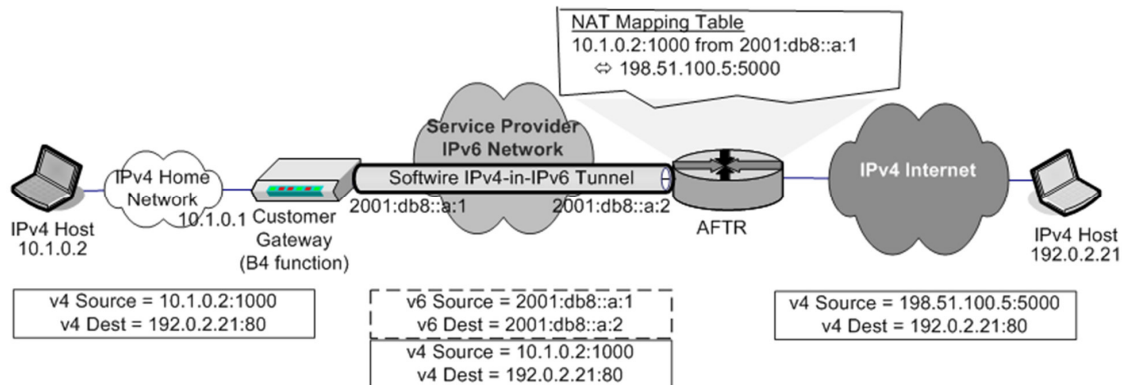 NAT Mapping Table
10.1.0.2:1000 from 2001:db8::a:1
⇔ 198.51.100.5:5000
Service Provider
IPv6 Network
IPv4 Internet
IPv4 Home
Network
Softwire IPv4-in-IPv6 Tunnel
10.1.0.1
2001:db8::a:1
2001:db8::a:2
IPv4 Host
10.1.0.2
Customer
Gateway
(B4 function)
AFTR
IPv4 Host
192.0.2.21
v4 Source = 10.1.0.2:1000
v4 Dest = 192.0.2.21:80
v6 Source = 2001:db8::a:1
v6 Dest = 2001:db8::a:2
v4 Source = 10.1.0.2:1000
v4 Dest = 192.0.2.21:80
v4 Source = 198.51.100.5:5000
v4 Dest = 192.0.2.21:80